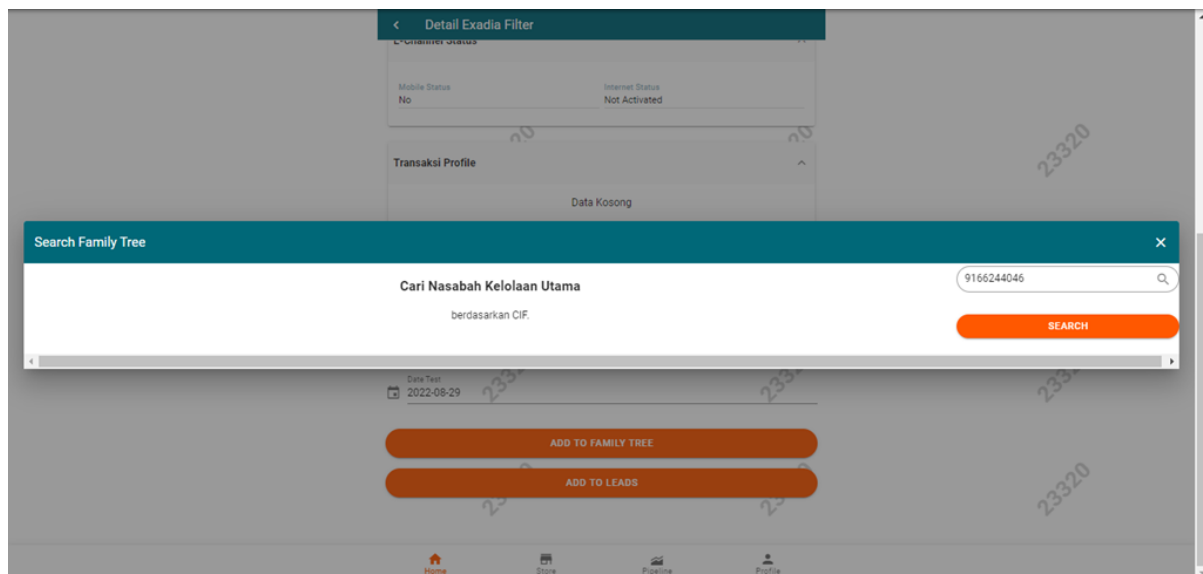 Detail Exadia Filter
E-Channel Status
Mobile Status
Internet Status
No
Not Activated
Transaksi Profile
Data Kosong
Search Family Tree
Cari Nasabah Kelolaan Utama
9166244046
berdasarkan CIF.
SEARCH
Date Test
2022-08-29
ADD TO FAMILY TREE
ADD TO LEADS
23320
23320
Home
Store
Pipeline
Profile